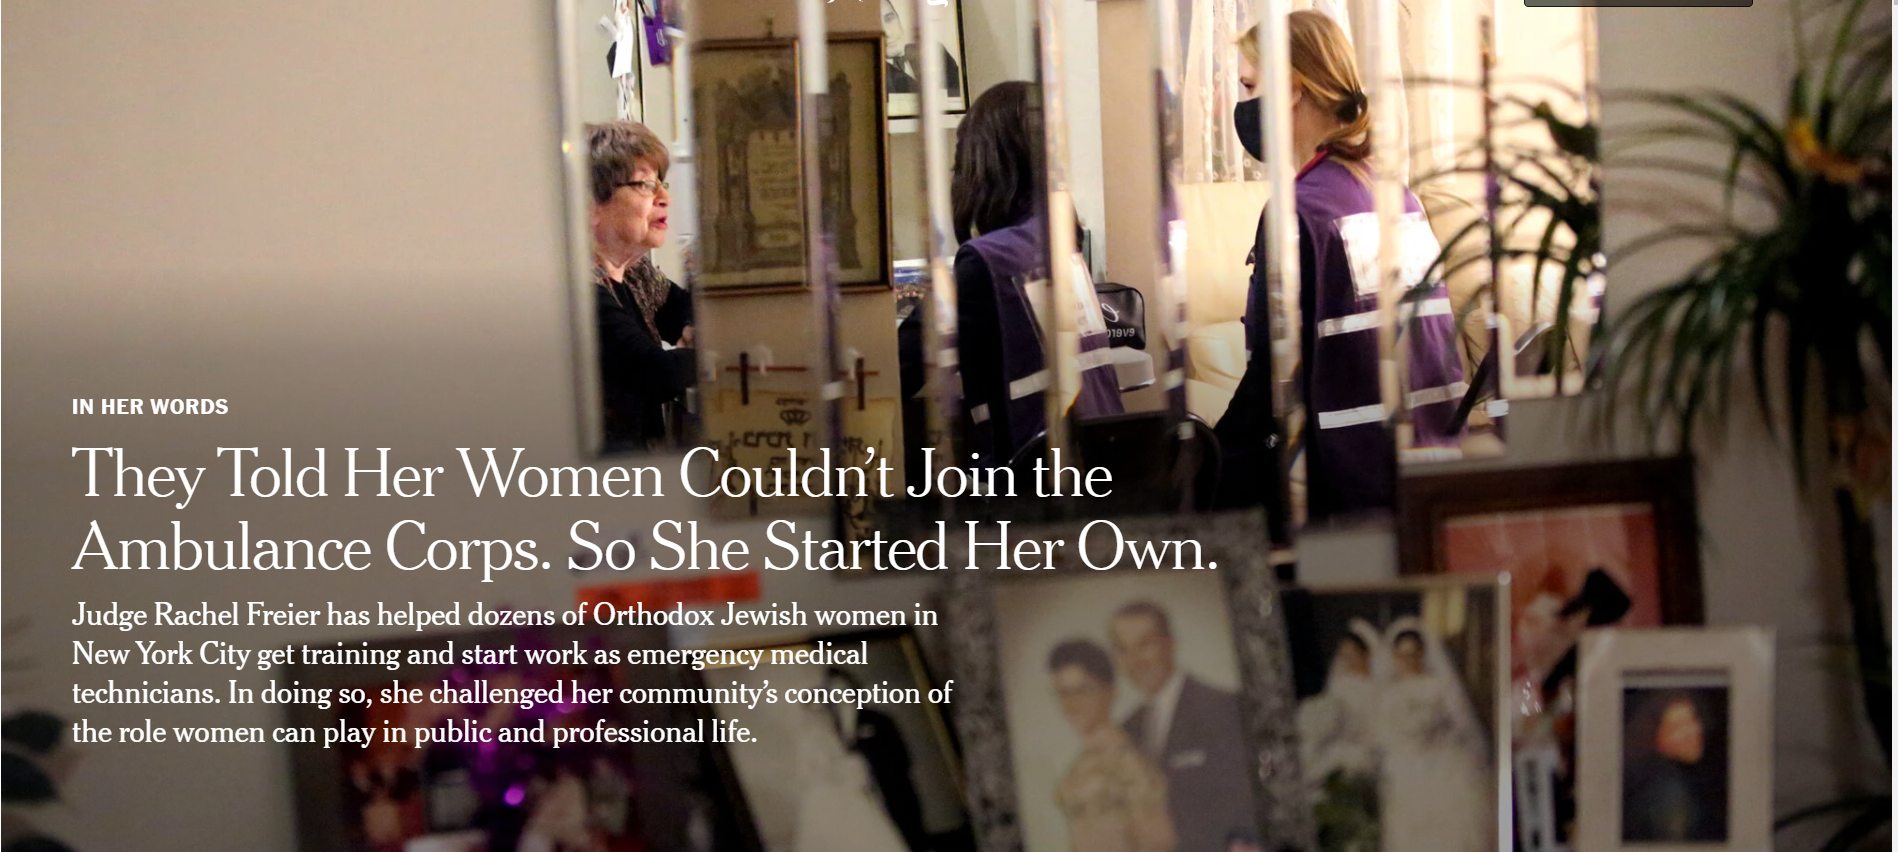 IN HER WORDS
They Told Her Women Couldn’t Join the
Ambulance Corps. So She Started Her Own.
Judge Rachel Freier has helped dozens of Orthodox Jewish women in
New York City get training and start work as emergency medical
technicians. In doing so, she challenged her community’s conception of
the role women can play in public and professional life.